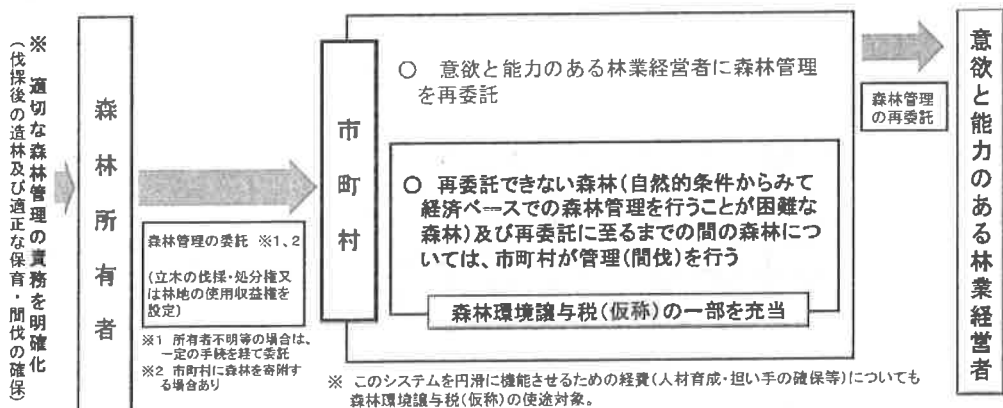 ※ 適切な森林管理の責務を明確化
(伐採後の造林及び適正な保育・間伐の確保)
森林所有者
森林管理の委託 ※1、2
(立木の伐採・処分権又
は林地の使用収益権を
設定)
※1 所有者不明等の場合は、
一定の手続を経て委託
※2 市町村に森林を寄附す
る場合あり
市町村
○ 意欲と能力のある林業経営者に森林管理
を再委託
○ 再委託できない森林(自然的条件からみて
経済ベースでの森林管理を行うことが困難な
森林)及び再委託に至るまでの間の森林につ
いては、市町村が管理(間伐)を行う
森林環境譲与税(仮称)の一部を充当
※ このシステムを円滑に機能させるための経費(人材育成・担い手の確保等)についても
森林環境譲与税(仮称)の使途対象。
森林管理
の再委託
意欲と能力のある林業経営者